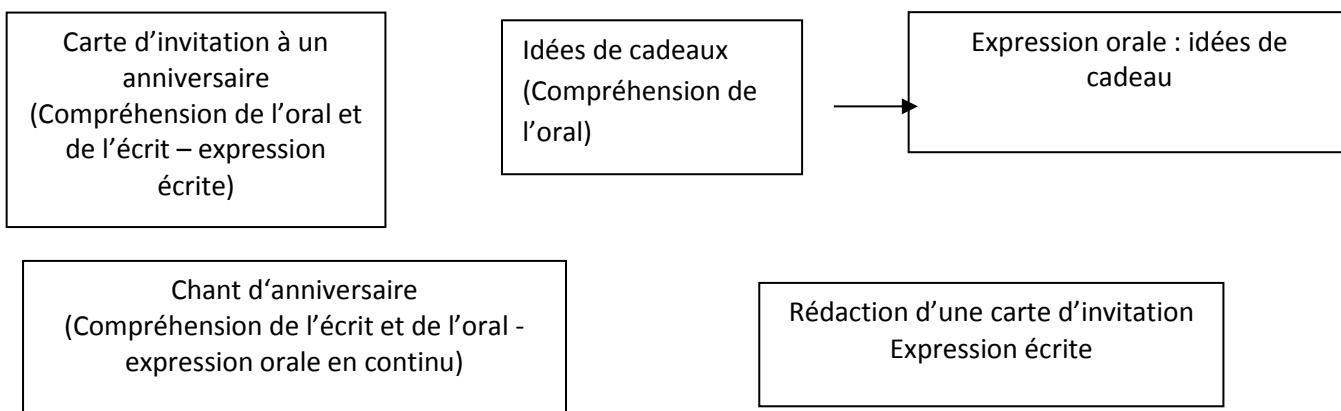 Carte d’invitation à un
anniversaire
(Compréhension de l’oral et
de l’écrit – expression
écrite)
Idées de cadeaux
(Compréhension de
l’oral)
Expression orale : idées de
cadeau
Chant d‘anniversaire
(Compréhension de l’écrit et de l’oral -
expression orale en continu)
Rédaction d’une carte d’invitation
Expression écrite